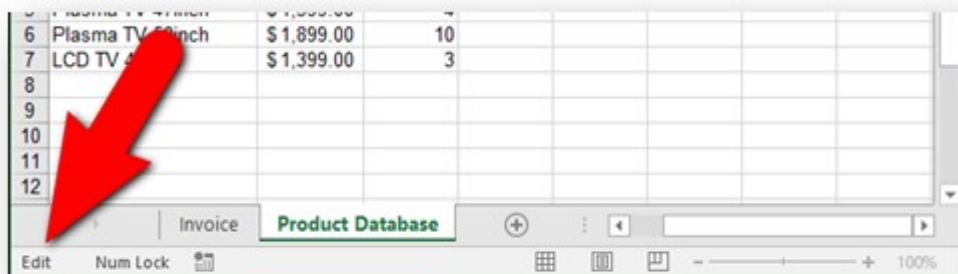 6 Plasma TV inch $1,899.00 10
7 LCD TV $1,399.00 3
8
9
10
11
12
Invoice Product Database
Edit Num Lock 100%